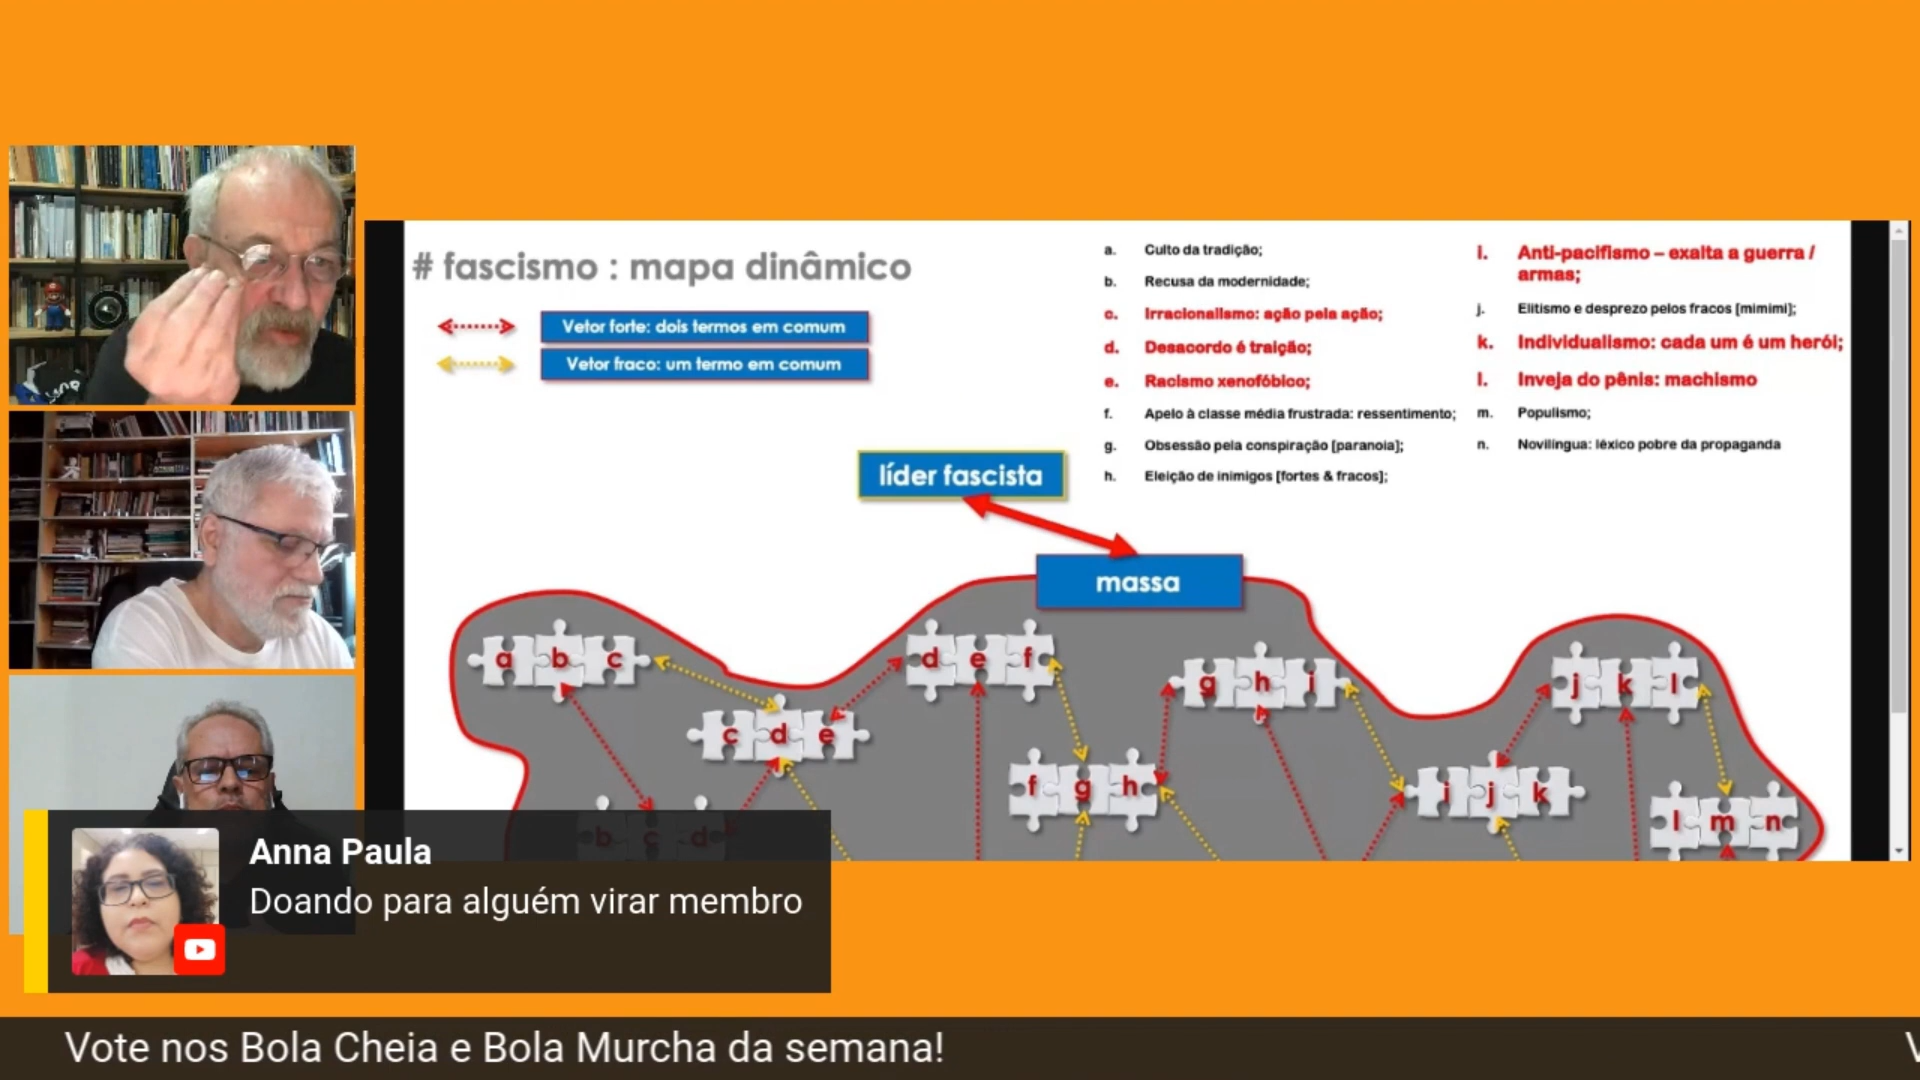 # fascismo : mapa dinâmico
Vetor forte: dois termos em comum
Vetor fraco: um termo em comum
a. Culto da tradição;
b. Recusa da modernidade;
c. Irracionalismo: ação pela ação;
d. Desacordo é traição;
e. Racismo xenofóbico;
f. Apelo à classe média frustrada: ressentimento;
g. Obsessão pela conspiração [paranoia];
h. Eleição de inimigos [fortes & fracos];
i. Anti-pacifismo – exalta a guerra /
armas;
j. Elitismo e desprezo pelos fracos [mimimi];
k. Individualismo: cada um é um herói;
l. Inveja do pênis: machismo
m. Populismo;
n. Novilíngua: léxico pobre da propaganda
líder fascista
massa
a b c
d e f
g h i
j k l
c d e
f g h
i j k
l m n
b c d
Anna Paula
Doando para alguém virar membro
Vote nos Bola Cheia e Bola Murcha da semana!
V